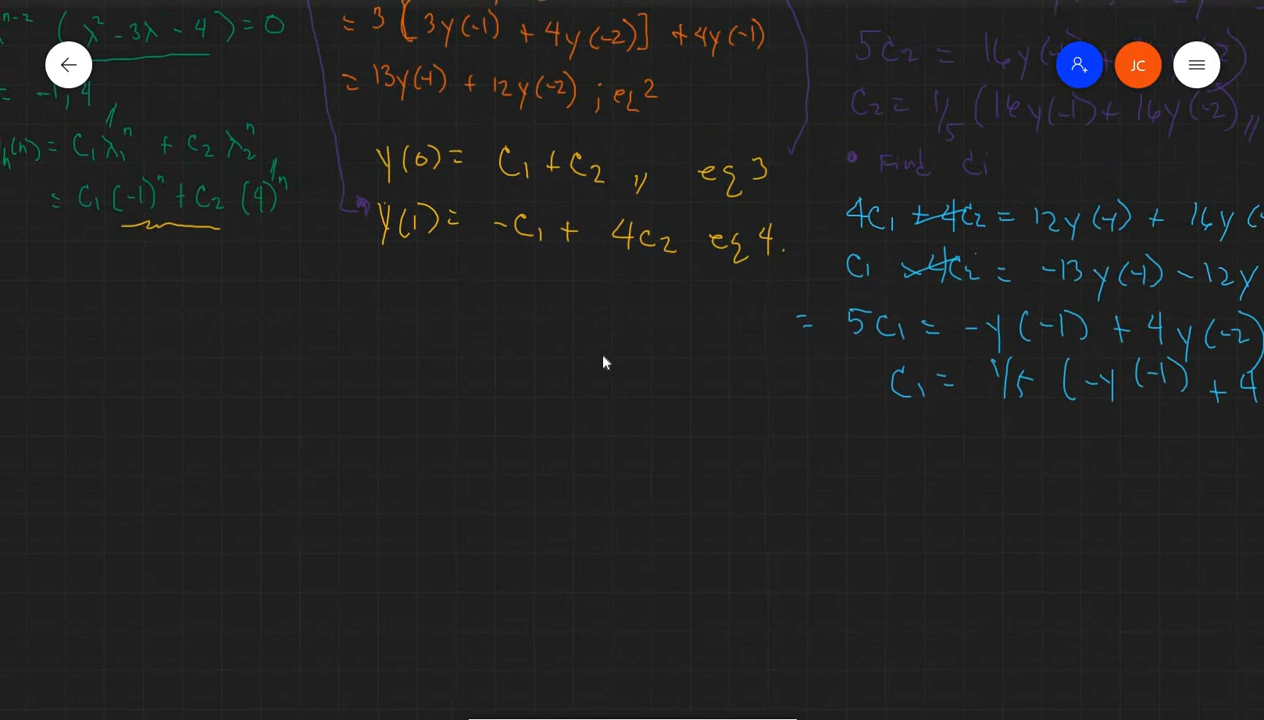 λ^n-2 (λ² - 3λ - 4) = 0
= -1, 4
h(n) = C₁ λ₁^n + C₂ λ₂^n
= C₁ (-1)^n + C₂ (4)^n
= 3 [3y(-1) + 4y(-2)] + 4y(-1)
= 13y(-1) + 12y(-2) ; eq 2
y(0) = C₁ + C₂ ,, eq 3
y(1) = -C₁ + 4C₂ eq 4.
5C₂ = 16y(
C₂ = 1/5 (16y(-1) + 16y(-2) ,,
• Find C₁
4C₁ + 4C₂ = 12y(-1) + 16y(-
C₁ - 4C₂ = -13y(-1) - 12y
= 5C₁ = -y(-1) + 4y(-2)
C₁ = 1/5 (-y(-1) + 4
JC